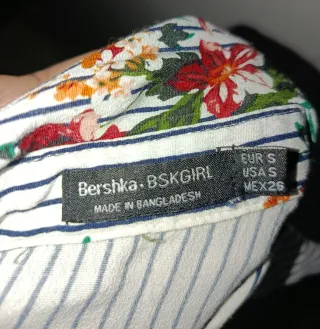 Bershka. BSKGIRL
MADE IN BANGLADESH
EUR S
USA S
MEX 26